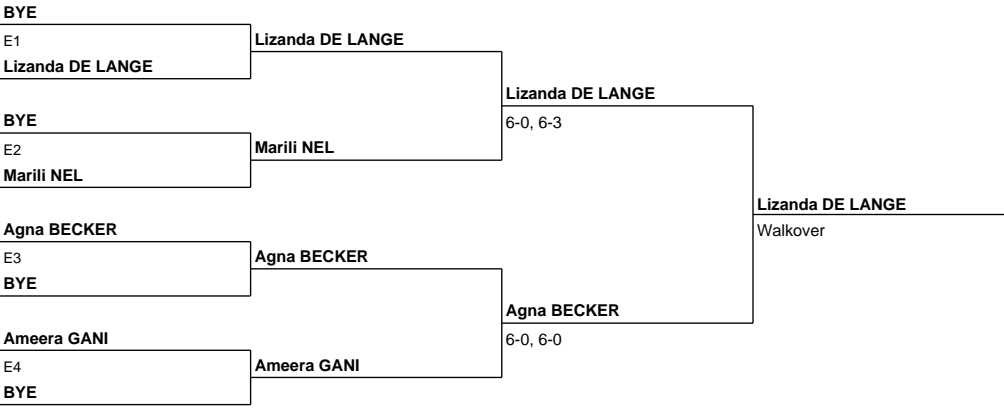 BYE
E1
Lizanda DE LANGE
BYE
E2
Marili NEL
Agna BECKER
E3
BYE
Ameera GANI
E4
BYE
Lizanda DE LANGE
Marili NEL
Agna BECKER
Ameera GANI
Lizanda DE LANGE
6-0, 6-3
Agna BECKER
6-0, 6-0
Lizanda DE LANGE
Walkover